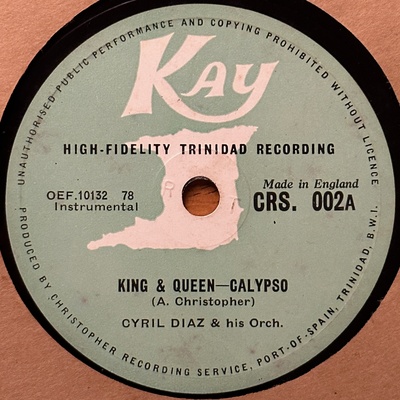 UNAUTHORISED PUBLIC PERFORMANCE AND COPYING PROHIBITED WITHOUT LICENCE
KAY
HIGH-FIDELITY TRINIDAD RECORDING
OEF.10132 78
Instrumental
Made in England
CRS. 002A
KING & QUEEN—CALYPSO
(A. Christopher)
CYRIL DIAZ & his Orch.
PRODUCED BY CHRISTOPHER RECORDING SERVICE, PORT-OF-SPAIN, TRINIDAD, B.W.I.